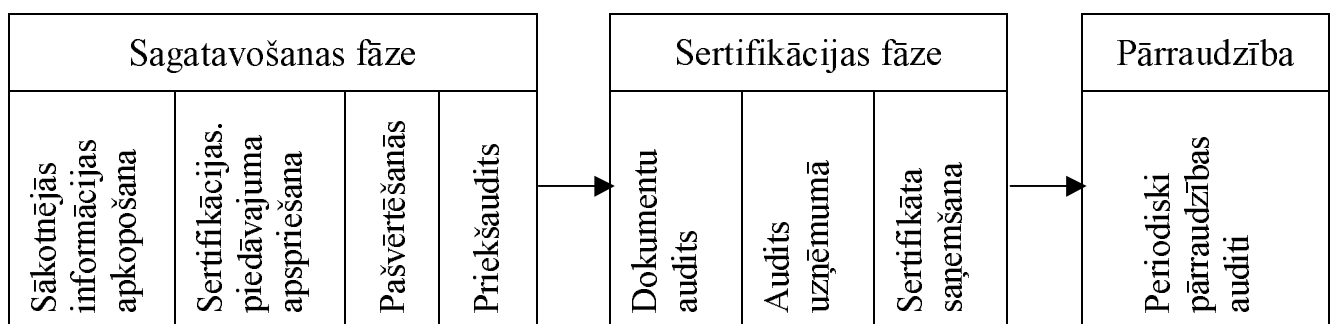 Sagatavošanas fāze
Sākotnējās
informācijas
apkopošana
Sertifikācijas.
piedāvajuma
apspriešana
Pašvērtēšanās
Priekšaudits
Sertifikācijas fāze
Dokumentu
audits
Audits
uzņēmumā
Sertifikāta
saņemšana
Pārraudzība
Periodiski
pārraudzības
auditi